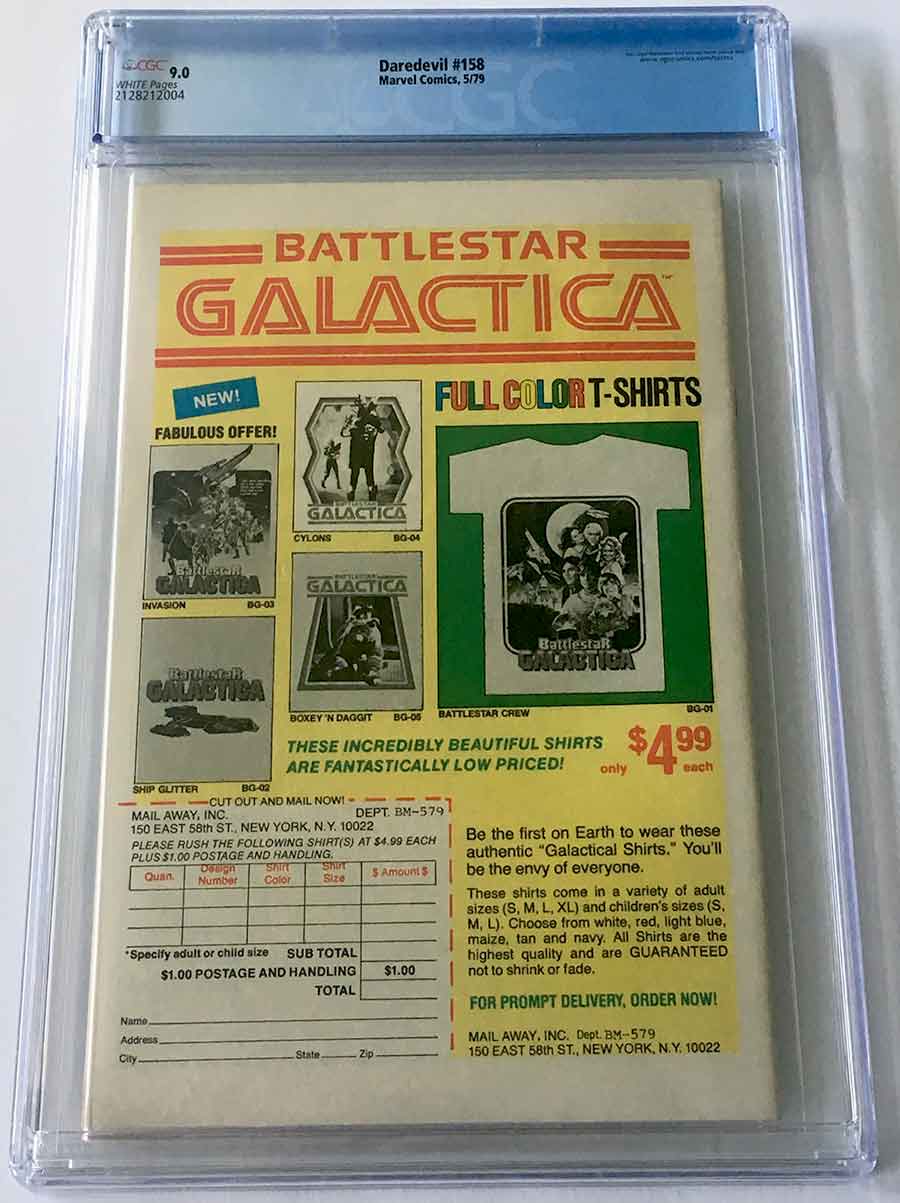 CGC 9.0
WHITE Pages
2128212004
Daredevil #158
Marvel Comics, 5/79
www.cgccomics.com/terms
CGC
BATTLESTAR
GALACTICA™
NEW!
FABULOUS OFFER!
FULL COLOR T-SHIRTS
BATTLESTAR
GALACTICA
CYLONS BG-04
BattlestaR
GALACTICA
INVASION BG-03
BATTLESTAR
GALACTICA
BOXEY 'N DAGGIT BG-05
BattlestaR
GALACTICA
BATTLESTAR CREW BG-01
BattlestaR
GALACTICA
SHIP GLITTER BG-02
THESE INCREDIBLY BEAUTIFUL SHIRTS
ARE FANTASTICALLY LOW PRICED!
only $4.99 each
CUT OUT AND MAIL NOW!
MAIL AWAY, INC. DEPT. BM-579
150 EAST 58th ST., NEW YORK, N.Y. 10022
PLEASE RUSH THE FOLLOWING SHIRT(S) AT $4.99 EACH
PLUS $1.00 POSTAGE AND HANDLING.
Quan. Design Number Shirt Color Shirt Size $ Amount $
*Specify adult or child size SUB TOTAL
$1.00 POSTAGE AND HANDLING $1.00
TOTAL
Name
Address
City State Zip
Be the first on Earth to wear these
authentic “Galactical Shirts.” You'll
be the envy of everyone.
These shirts come in a variety of adult
sizes (S, M, L, XL) and children's sizes (S,
M, L). Choose from white, red, light blue,
maize, tan and navy. All Shirts are the
highest quality and are GUARANTEED
not to shrink or fade.
FOR PROMPT DELIVERY, ORDER NOW!
MAIL AWAY, INC. Dept. BM-579
150 EAST 58th ST., NEW YORK, N.Y. 10022